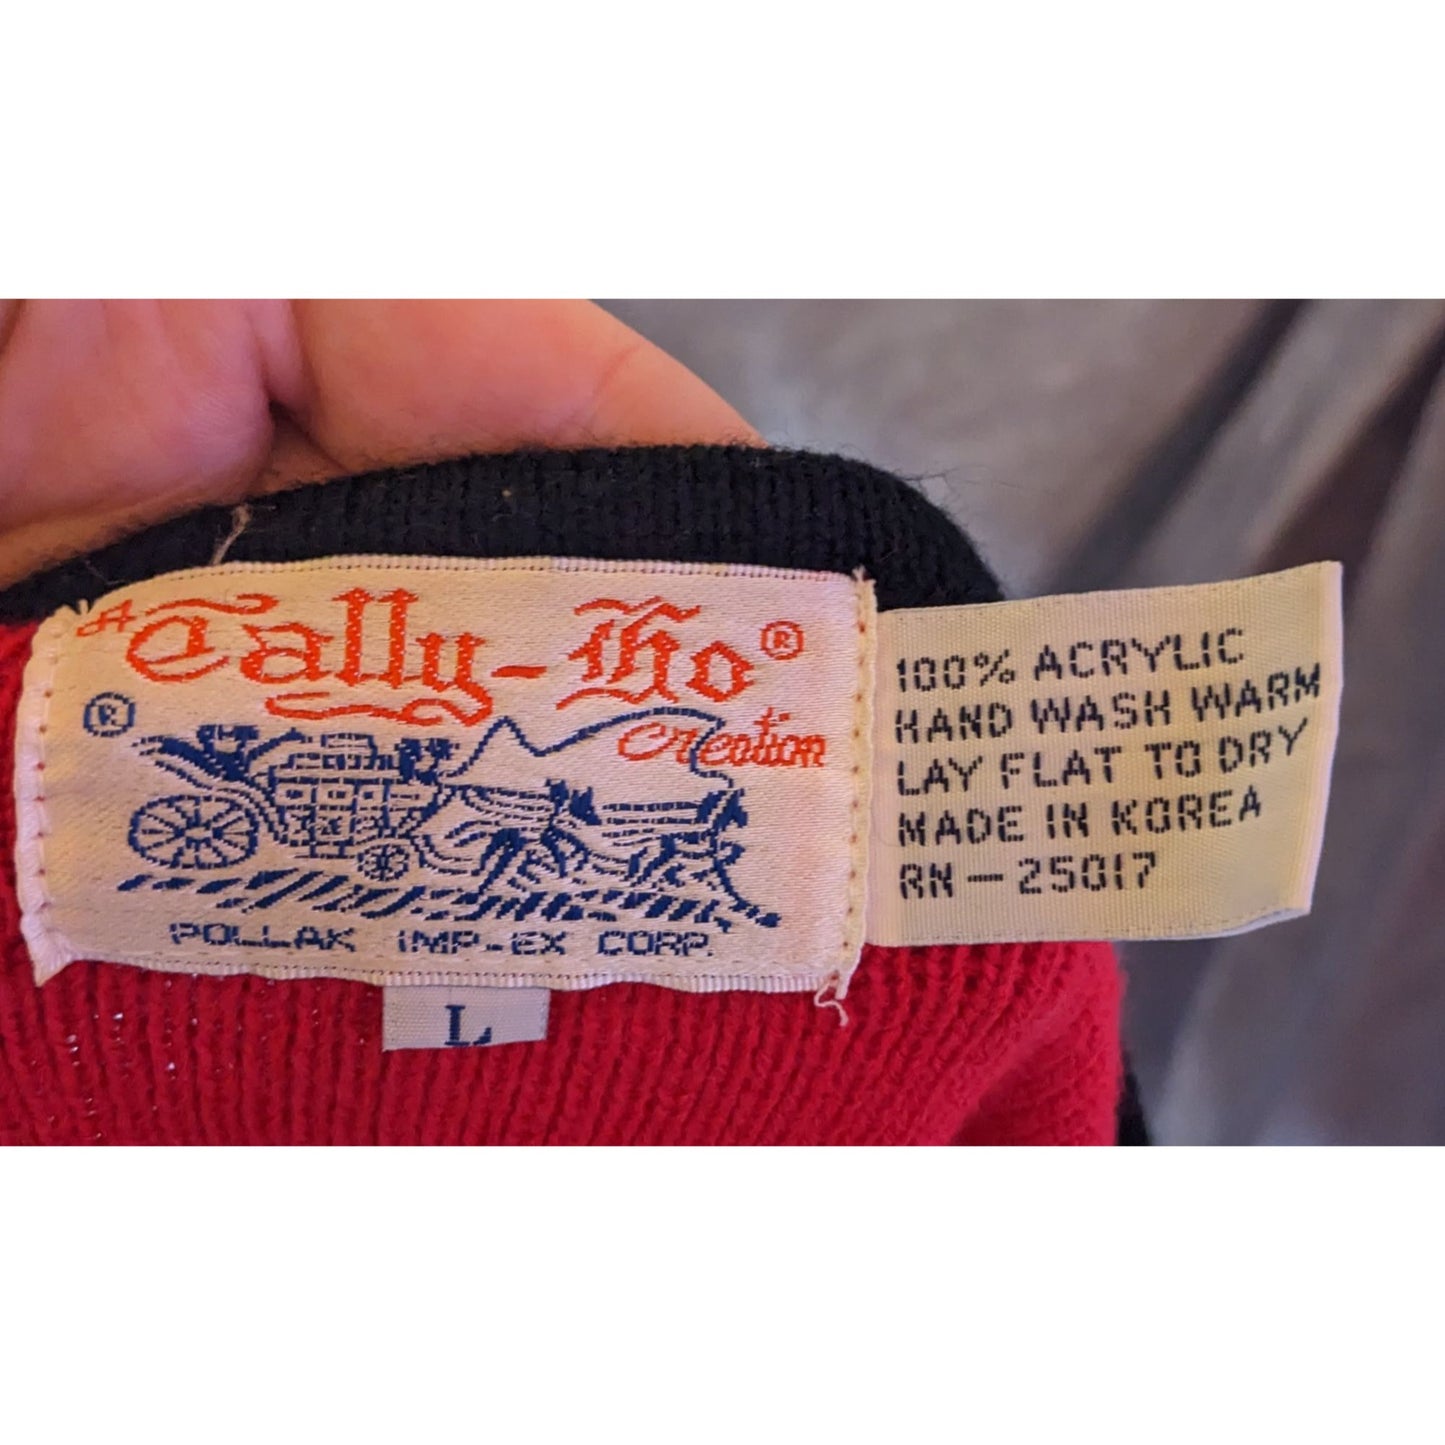 A Tally-Ho ®
Creation
®
POLLAK IMP-EX CORP.
L
100% ACRYLIC
HAND WASH WARM
LAY FLAT TO DRY
MADE IN KOREA
RN-25017